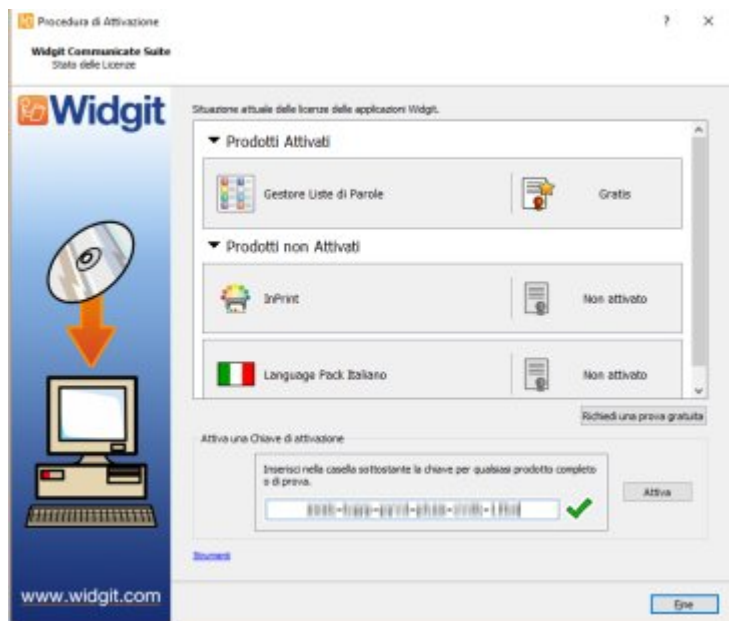 Procedura di Attivazione
Widgit Communicate Suite
Stato delle Licenze
Widgit
Situazione attuale delle licenze delle applicazioni Widgit.
Prodotti Attivati
Gestore Liste di Parole
Gratis
Prodotti non Attivati
InPrint
Non attivato
Language Pack Italiano
Non attivato
Richiedi una prova gratuita
Attiva una Chiave di attivazione
Inserisci nella casella sottostante la chiave per qualsiasi prodotto completo
o di prova.
Attiva
Strumenti
www.widgit.com
Fine